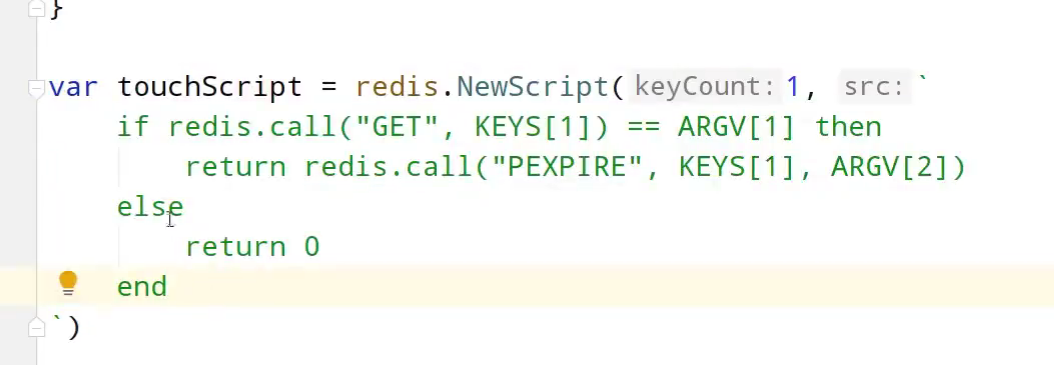 }
var touchScript = redis.NewScript( keyCount: 1, src: `
if redis.call("GET", KEYS[1]) == ARGV[1] then
return redis.call("PEXPIRE", KEYS[1], ARGV[2])
else
return 0
end
`)